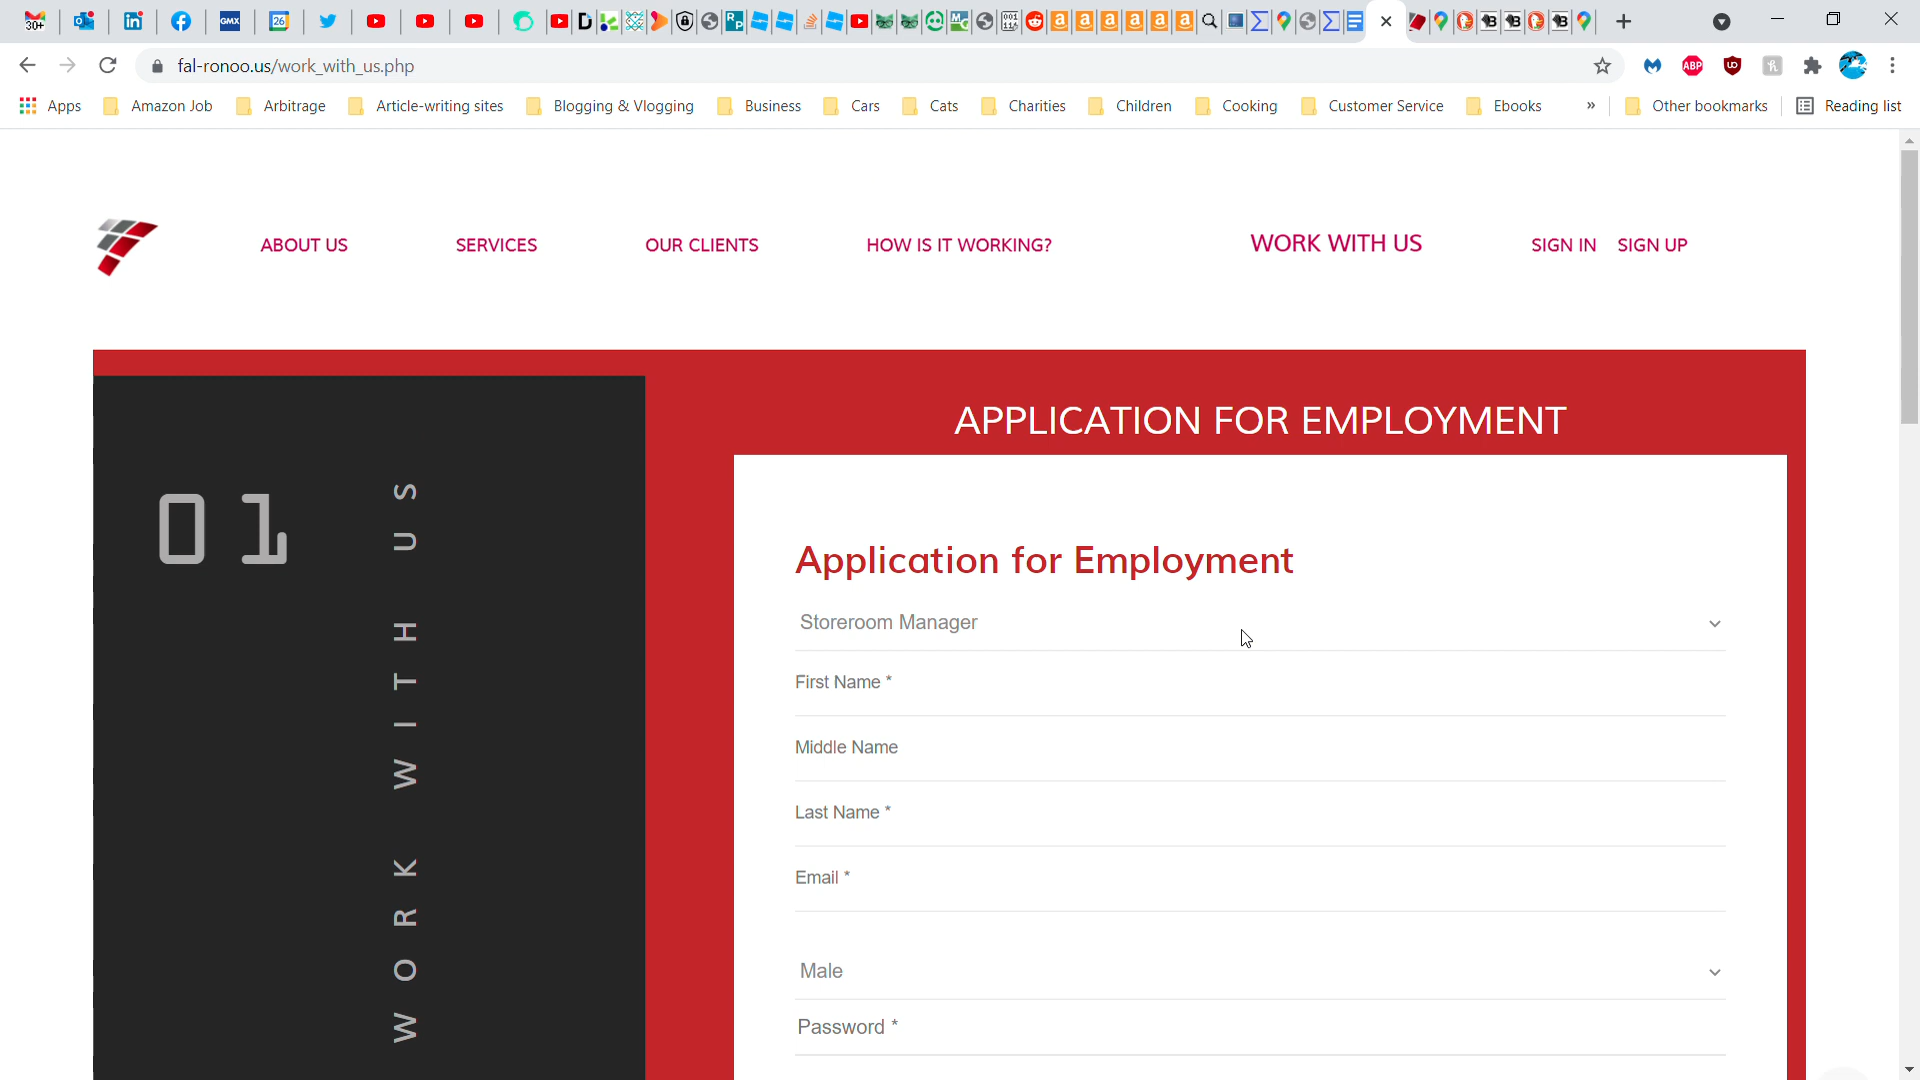 30+
GMX
26
fal-ronoo.us/work_with_us.php
ABP
Apps
Amazon Job
Arbitrage
Article-writing sites
Blogging & Vlogging
Business
Cars
Cats
Charities
Children
Cooking
Customer Service
Ebooks
»
Other bookmarks
Reading list
ABOUT US
SERVICES
OUR CLIENTS
HOW IS IT WORKING?
WORK WITH US
SIGN IN
SIGN UP
APPLICATION FOR EMPLOYMENT
01
WORK WITH US
Application for Employment
Storeroom Manager
First Name *
Middle Name
Last Name *
Email *
Male
Password *